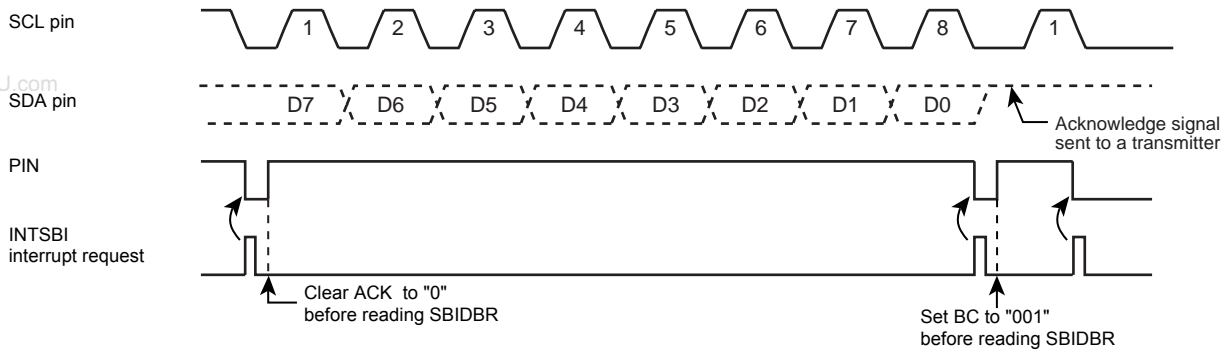 SCL pin
1 2 3 4 5 6 7 8 1
J.com
SDA pin
D7 D6 D5 D4 D3 D2 D1 D0
Acknowledge signal
sent to a transmitter
PIN
INTSBI
interrupt request
Clear ACK to "0"
before reading SBIDBR
Set BC to "001"
before reading SBIDBR